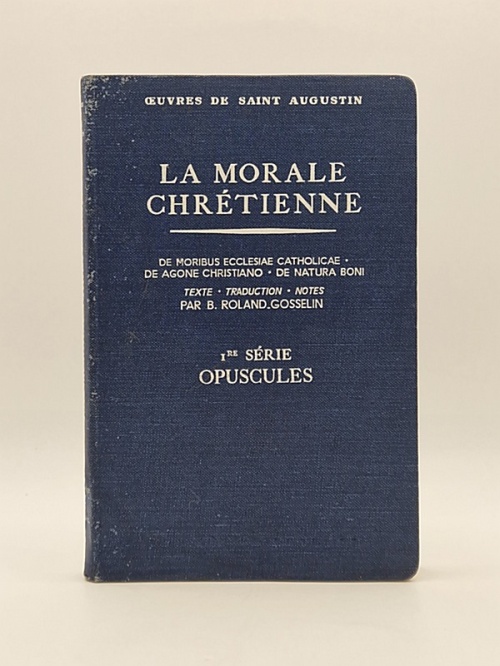 ŒUVRES DE SAINT AUGUSTIN
LA MORALE
CHRÉTIENNE
DE MORIBUS ECCLESIAE CATHOLICAE •
DE AGONE CHRISTIANO • DE NATURA BONI
TEXTE • TRADUCTION • NOTES
PAR B. ROLAND-GOSSELIN
1RE SÉRIE
OPUSCULES